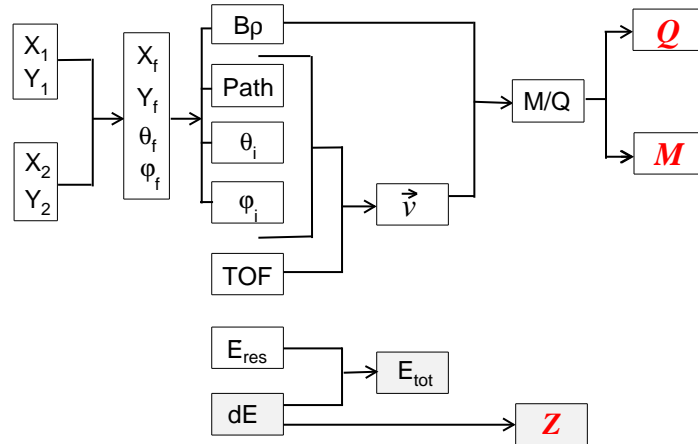 X1
Y1
X2
Y2
Xf
Yf
θf
φf
Bρ
Path
θi
φi
TOF
v
M/Q
Q
M
Eres
dE
Etot
Z